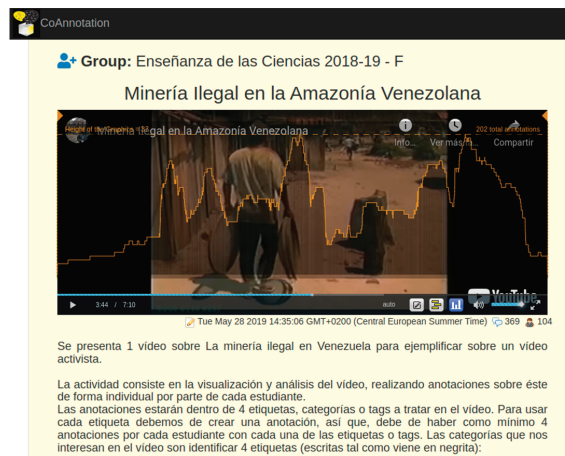 CoAnnotation
Group: Enseñanza de las Ciencias 2018-19 - F
Minería Ilegal en la Amazonía Venezolana
Minería Ilegal en la Amazonía Venezolana
202 total annotations
Info... Ver más Compartir
3:44 / 7:10
auto
YouTube
Tue May 28 2019 14:35:06 GMT+0200 (Central European Summer Time) 369 104
Se presenta 1 vídeo sobre La minería ilegal en Venezuela para ejemplificar sobre un vídeo
activista.
La actividad consiste en la visualización y análisis del vídeo, realizando anotaciones sobre éste
de forma individual por parte de cada estudiante.
Las anotaciones estarán dentro de 4 etiquetas, categorías o tags a tratar en el vídeo. Para usar
cada etiqueta debemos de crear una anotación, así que, debe de haber como mínimo 4
anotaciones por cada estudiante con cada una de las etiquetas o tags. Las categorías que nos
interesan en el vídeo son identificar 4 etiquetas (escritas tal como viene en negrita):